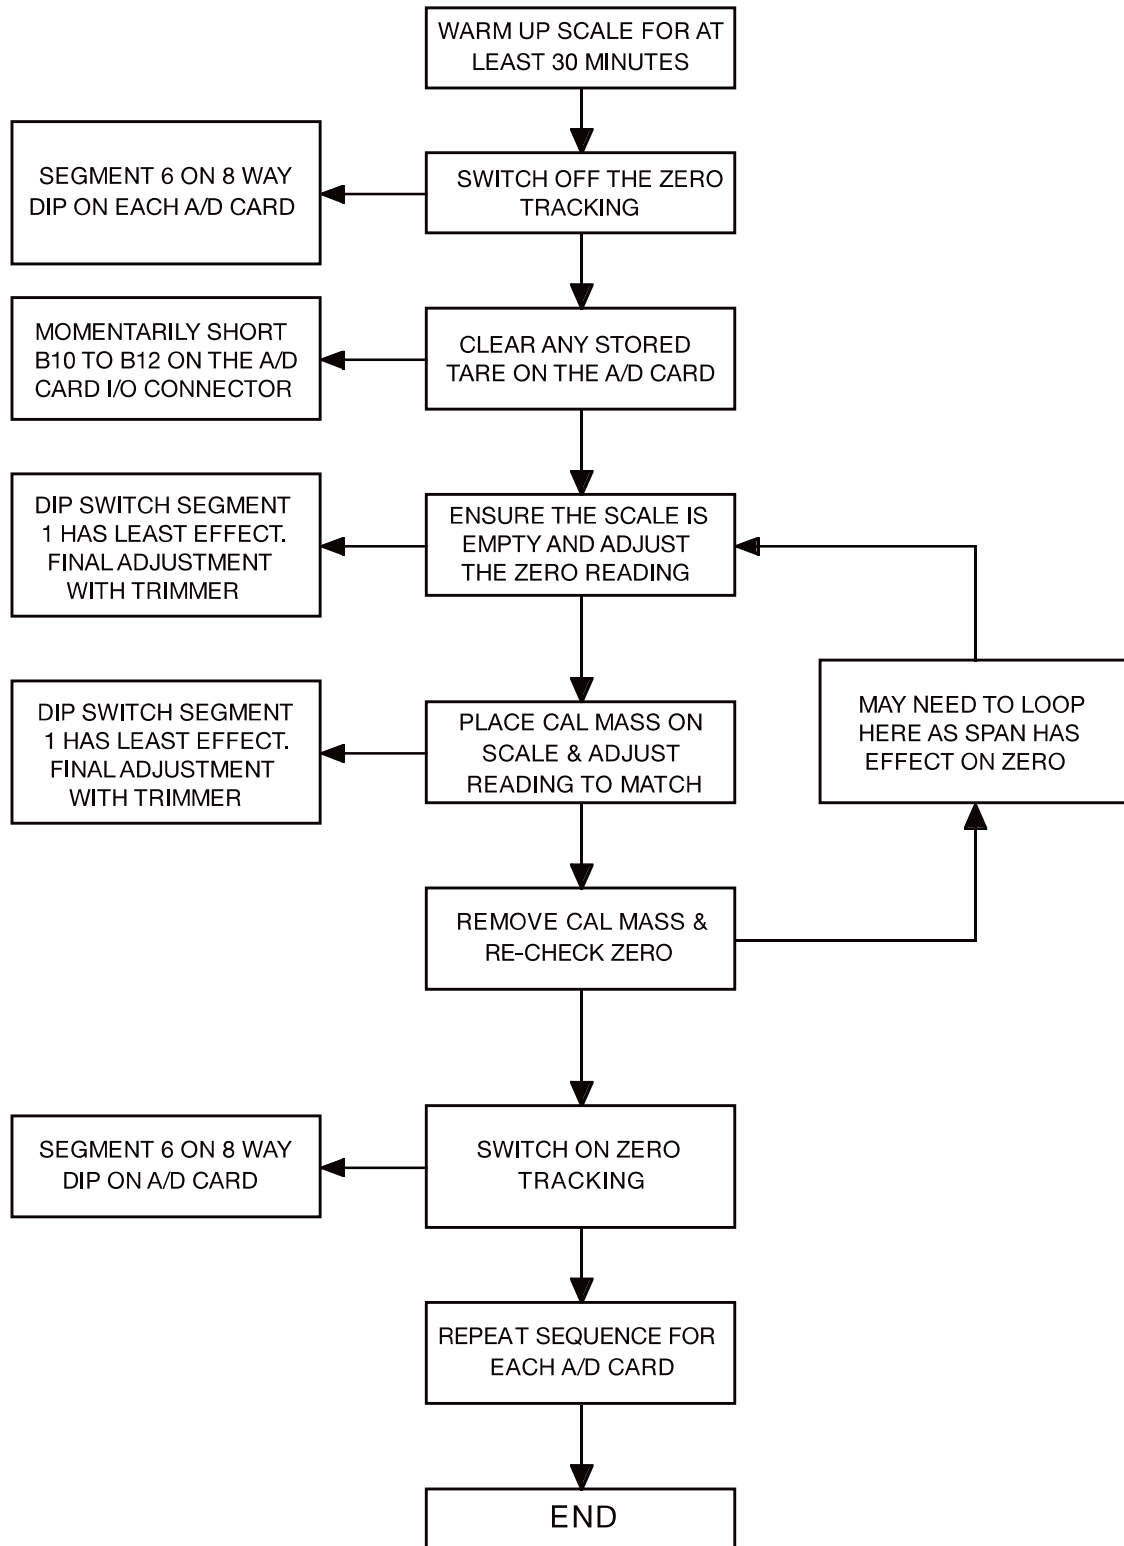 WARM UP SCALE FOR AT
LEAST 30 MINUTES
SEGMENT 6 ON 8 WAY
DIP ON EACH A/D CARD
SWITCH OFF THE ZERO
TRACKING
MOMENTARILY SHORT
B10 TO B12 ON THE A/D
CARD I/O CONNECTOR
CLEAR ANY STORED
TARE ON THE A/D CARD
DIP SWITCH SEGMENT
1 HAS LEAST EFFECT.
FINAL ADJUSTMENT
WITH TRIMMER
ENSURE THE SCALE IS
EMPTY AND ADJUST
THE ZERO READING
DIP SWITCH SEGMENT
1 HAS LEAST EFFECT.
FINAL ADJUSTMENT
WITH TRIMMER
PLACE CAL MASS ON
SCALE & ADJUST
READING TO MATCH
MAY NEED TO LOOP
HERE AS SPAN HAS
EFFECT ON ZERO
REMOVE CAL MASS &
RE-CHECK ZERO
SEGMENT 6 ON 8 WAY
DIP ON A/D CARD
SWITCH ON ZERO
TRACKING
REPEAT SEQUENCE FOR
EACH A/D CARD
END